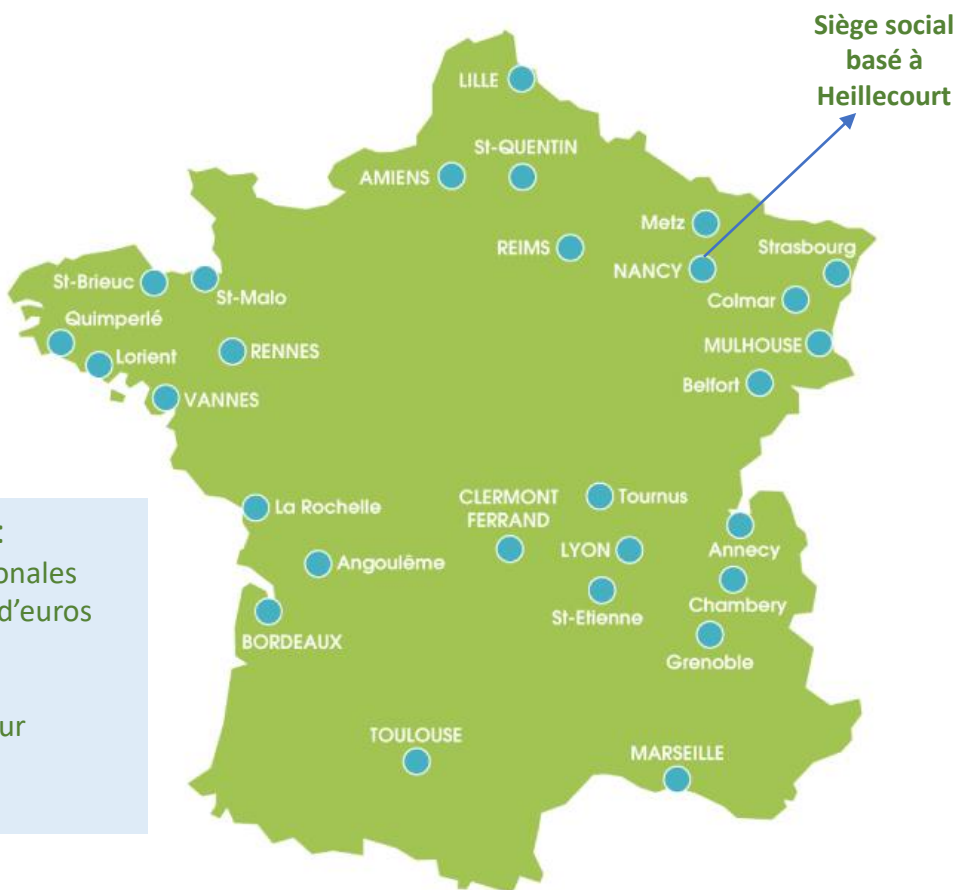 Siège social
basé à
Heillecourt
LILLE
St-QUENTIN
AMIENS
Metz
REIMS
Strasbourg
NANCY
St-Brieuc
St-Malo
Colmar
Quimperlé
Lorient
RENNES
MULHOUSE
Belfort
VANNES
CLERMONT
FERRAND
Tournus
La Rochelle
LYON
Annecy
Angoulême
Chambery
St-Etienne
BORDEAUX
Grenoble
TOULOUSE
MARSEILLE
:
onales
d’euros
ur